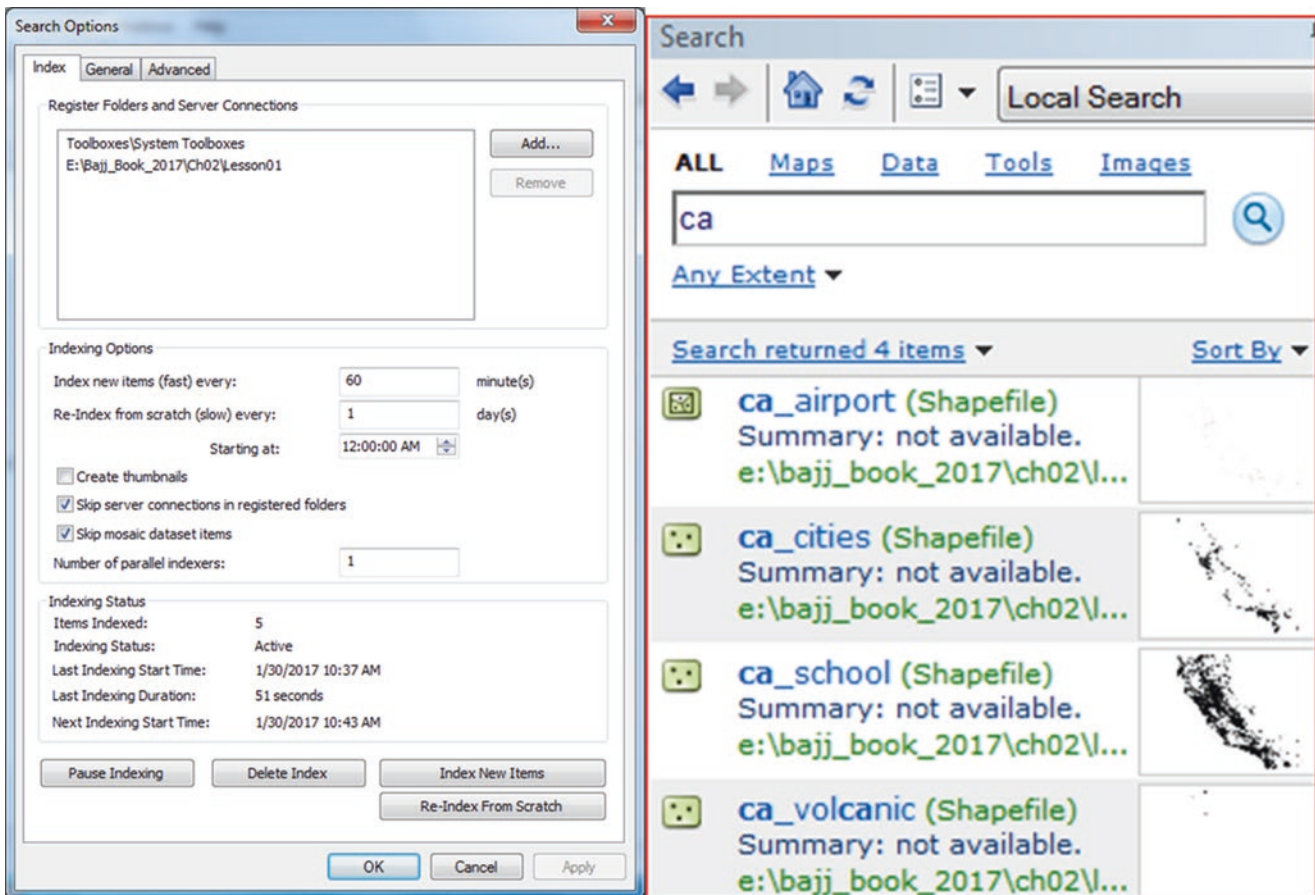 Search Options
Index General Advanced
Register Folders and Server Connections
Toolboxes\System Toolboxes
E:\Bajj_Book_2017\Ch02\Lesson01
Add...
Remove
Indexing Options
Index new items (fast) every: 60 minute(s)
Re-Index from scratch (slow) every: 1 day(s)
Starting at: 12:00:00 AM
Create thumbnails
Skip server connections in registered folders
Skip mosaic dataset items
Number of parallel indexers: 1
Indexing Status
Items Indexed: 5
Indexing Status: Active
Last Indexing Start Time: 1/30/2017 10:37 AM
Last Indexing Duration: 51 seconds
Next Indexing Start Time: 1/30/2017 10:43 AM
Pause Indexing Delete Index Index New Items
Re-Index From Scratch
OK Cancel Apply
Search
Local Search
ALL Maps Data Tools Images
ca
Any Extent
Search returned 4 items Sort By
ca_airport (Shapefile)
Summary: not available.
e:\bajj_book_2017\ch02\l...
ca_cities (Shapefile)
Summary: not available.
e:\bajj_book_2017\ch02\l...
ca_school (Shapefile)
Summary: not available.
e:\bajj_book_2017\ch02\l...
ca_volcanic (Shapefile)
Summary: not available.
e:\bajj_book_2017\ch02\l...